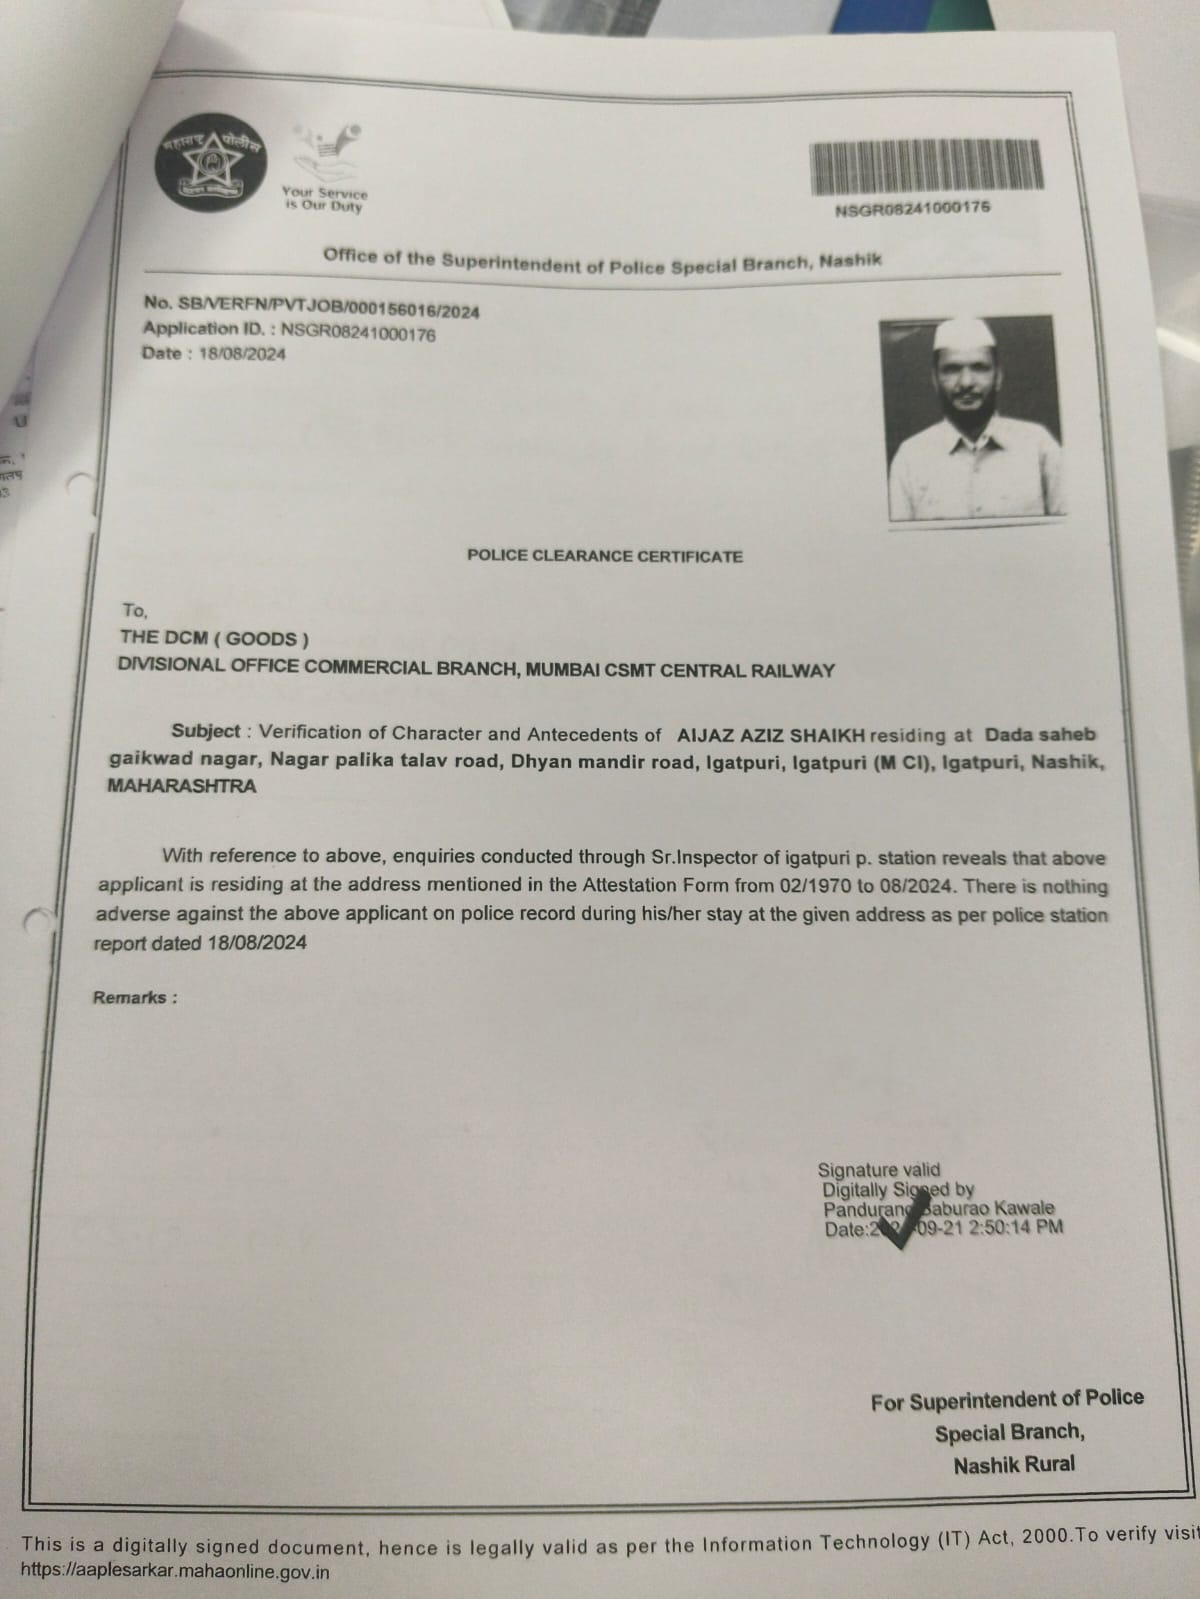 महाराष्ट्र पोलीस
Your Service
is Our Duty
NSGR08241000176
Office of the Superintendent of Police Special Branch, Nashik
No. SB/VERFN/PVTJOB/000156016/2024
Application ID. : NSGR08241000176
Date : 18/08/2024
POLICE CLEARANCE CERTIFICATE
To,
THE DCM ( GOODS )
DIVISIONAL OFFICE COMMERCIAL BRANCH, MUMBAI CSMT CENTRAL RAILWAY
Subject : Verification of Character and Antecedents of AIJAZ AZIZ SHAIKH residing at Dada saheb
gaikwad nagar, Nagar palika talav road, Dhyan mandir road, Igatpuri, Igatpuri (M Cl), Igatpuri, Nashik,
MAHARASHTRA
With reference to above, enquiries conducted through Sr.Inspector of igatpuri p. station reveals that above
applicant is residing at the address mentioned in the Attestation Form from 02/1970 to 08/2024. There is nothing
adverse against the above applicant on police record during his/her stay at the given address as per police station
report dated 18/08/2024
Remarks :
Signature valid
Digitally Signed by
Pandurang Baburao Kawale
09-21 2:50:14 PM
For Superintendent of Police
Special Branch,
Nashik Rural
This is a digitally signed document, hence is legally valid as per the Information Technology (IT) Act, 2000.To verify visit
https://aaplesarkar.mahaonline.gov.in